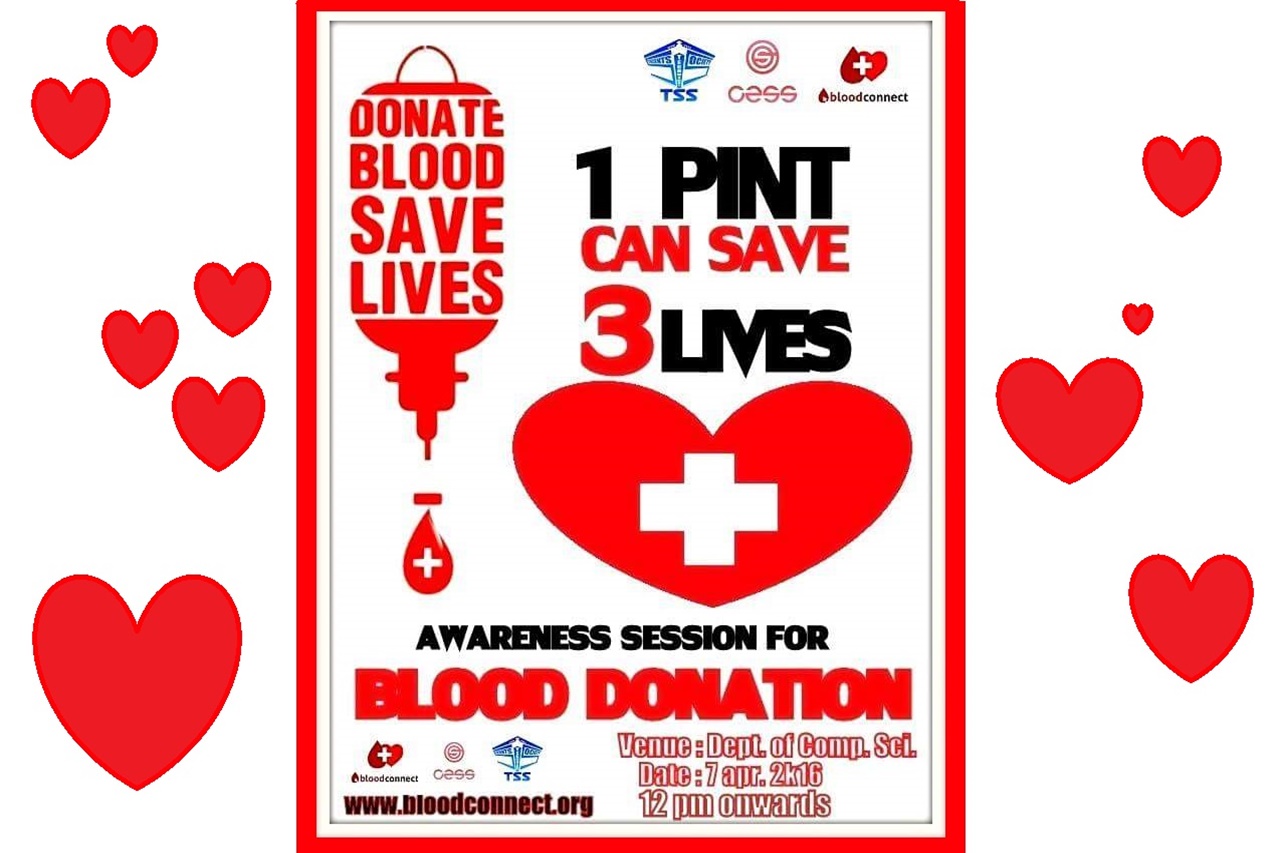 DONATE
BLOOD
SAVE
LIVES
TSS
cess
bloodconnect
1 PINT
CAN SAVE
3 LIVES
AWARENESS SESSION FOR
BLOOD DONATION
bloodconnect
cess
TSS
www.bloodconnect.org
Venue : Dept. of Comp. Sci.
Date : 7 apr. 2k16
12 pm onwards